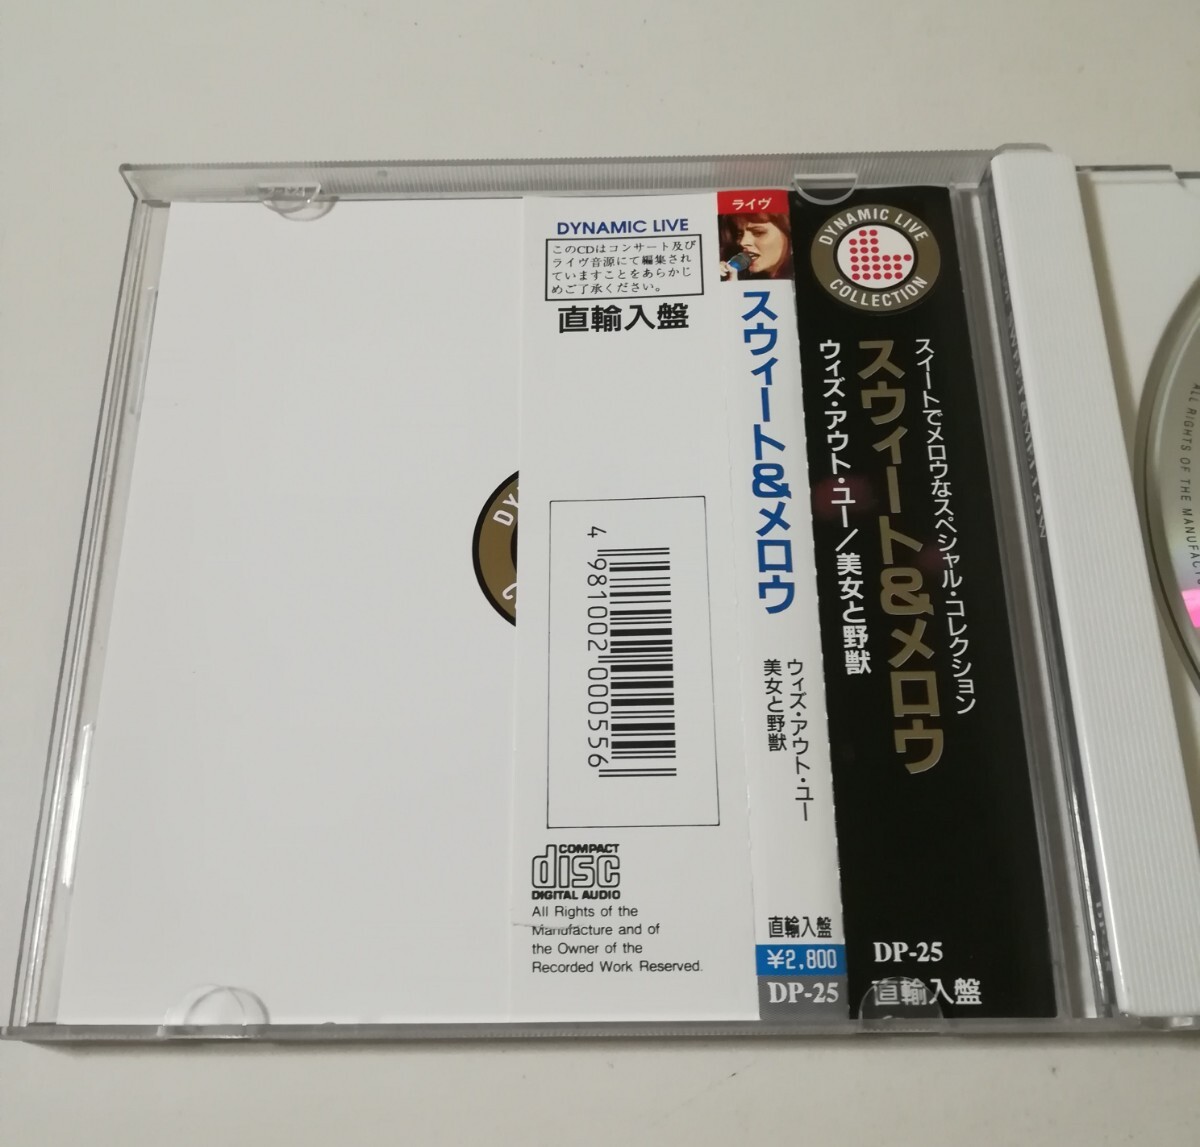 DYNAMIC LIVE
このCDはコンサート及び
ライヴ音源にて編集され
ていますことをあらかじ
めご了承ください。
直輸入盤
4 981002 000556
COMPACT
disc
DIGITAL AUDIO
All Rights of the
Manufacture and of
the Owner of the
Recorded Work Reserved.
ライヴ
スウィート&メロウ
ウィズ・アウト・ユー
美女と野獣
直輸入盤
¥2,800
DP-25
DYNAMIC LIVE
COLLECTION
スイートでメロウなスペシャル・コレクション
スウィート&メロウ
ウィズ・アウト・ユー/美女と野獣
DP-25
直輸入盤
ALL RIGHTS OF THE